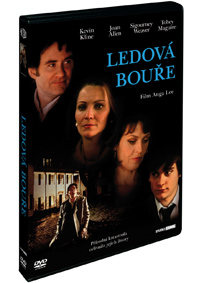 Kevin Kline
Joan Allen
Sigourney Weaver
Tobey Maguire
LEDOVÁ
BOUŘE
Film Anga Lee
LEDOVÁ BOUŘE
DVD